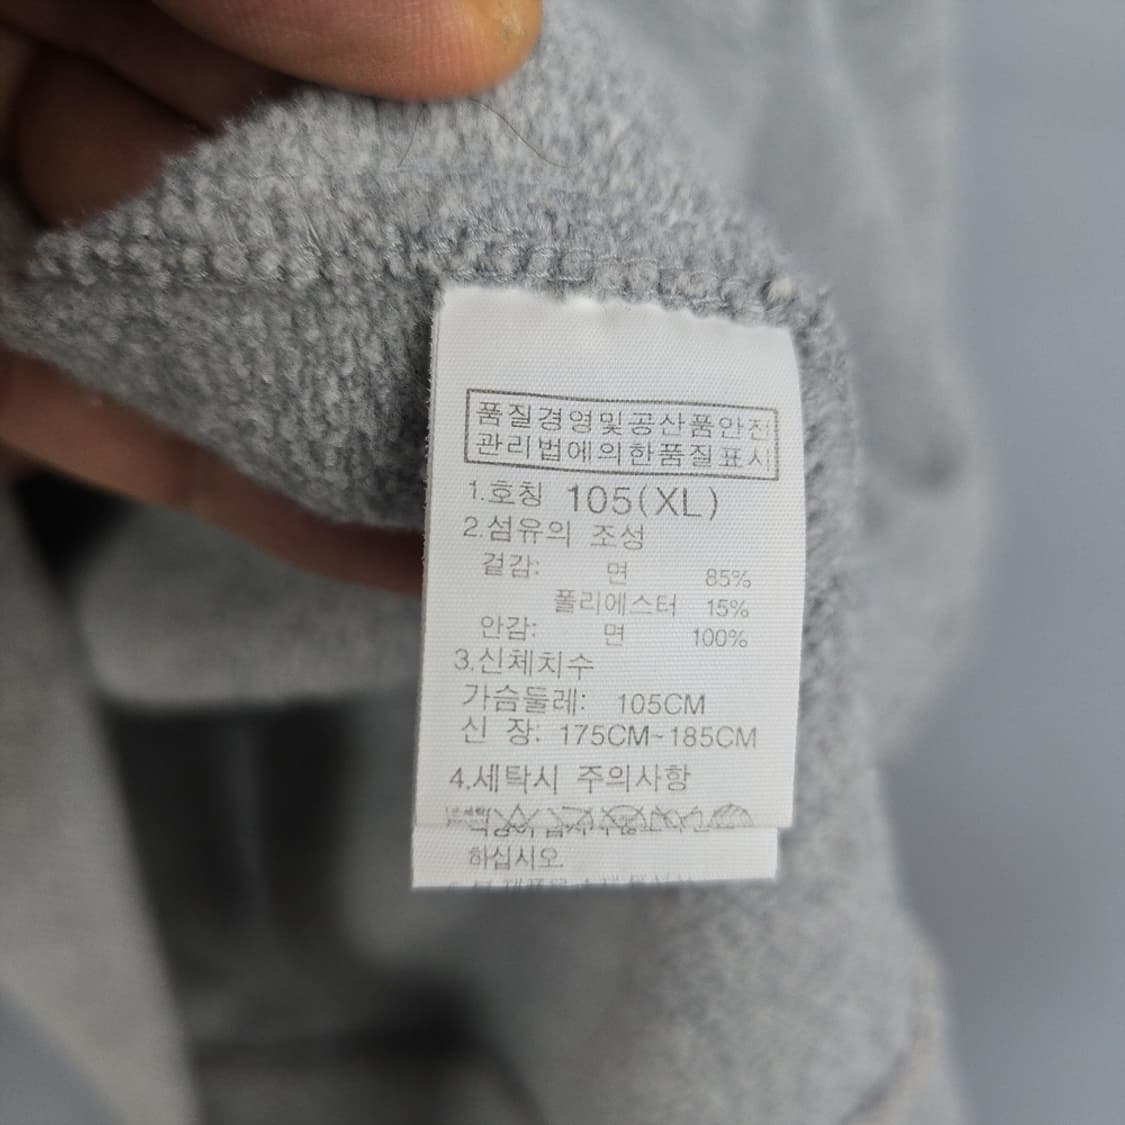 품질경영및공산품안전
관리법에의한품질표시
1.호칭 105(XL)
2.섬유의 조성
겉감: 면 85%
폴리에스터 15%
안감: 면 100%
3.신체치수
가슴둘레: 105CM
신 장: 175CM~185CM
4.세탁시 주의사항
하십시오.